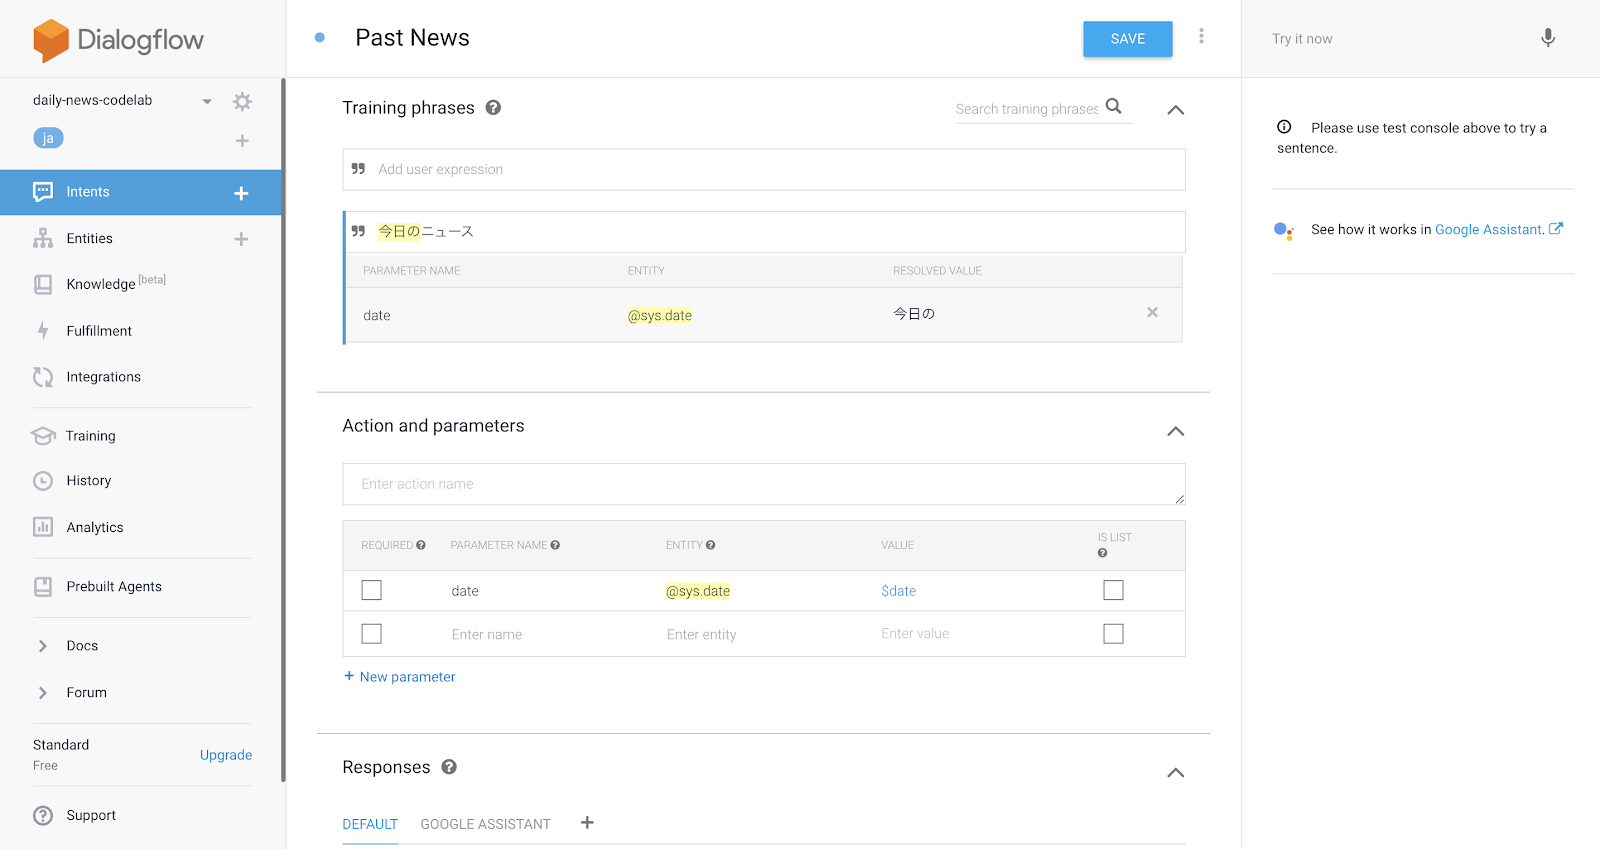 Dialogflow
daily-news-codelab
ja
Intents
Entities
Knowledge [beta]
Fulfillment
Integrations
Training
History
Analytics
Prebuilt Agents
Docs
Forum
Standard
Free
Upgrade
Support
Past News
SAVE
Training phrases
Search training phrases
Add user expression
今日のニュース
PARAMETER NAME ENTITY RESOLVED VALUE
date @sys.date 今日の
Action and parameters
Enter action name
REQUIRED PARAMETER NAME ENTITY VALUE IS LIST
date @sys.date $date
Enter name Enter entity Enter value
+ New parameter
Responses
DEFAULT GOOGLE ASSISTANT +
Try it now
Please use test console above to try a
sentence.
See how it works in Google Assistant.